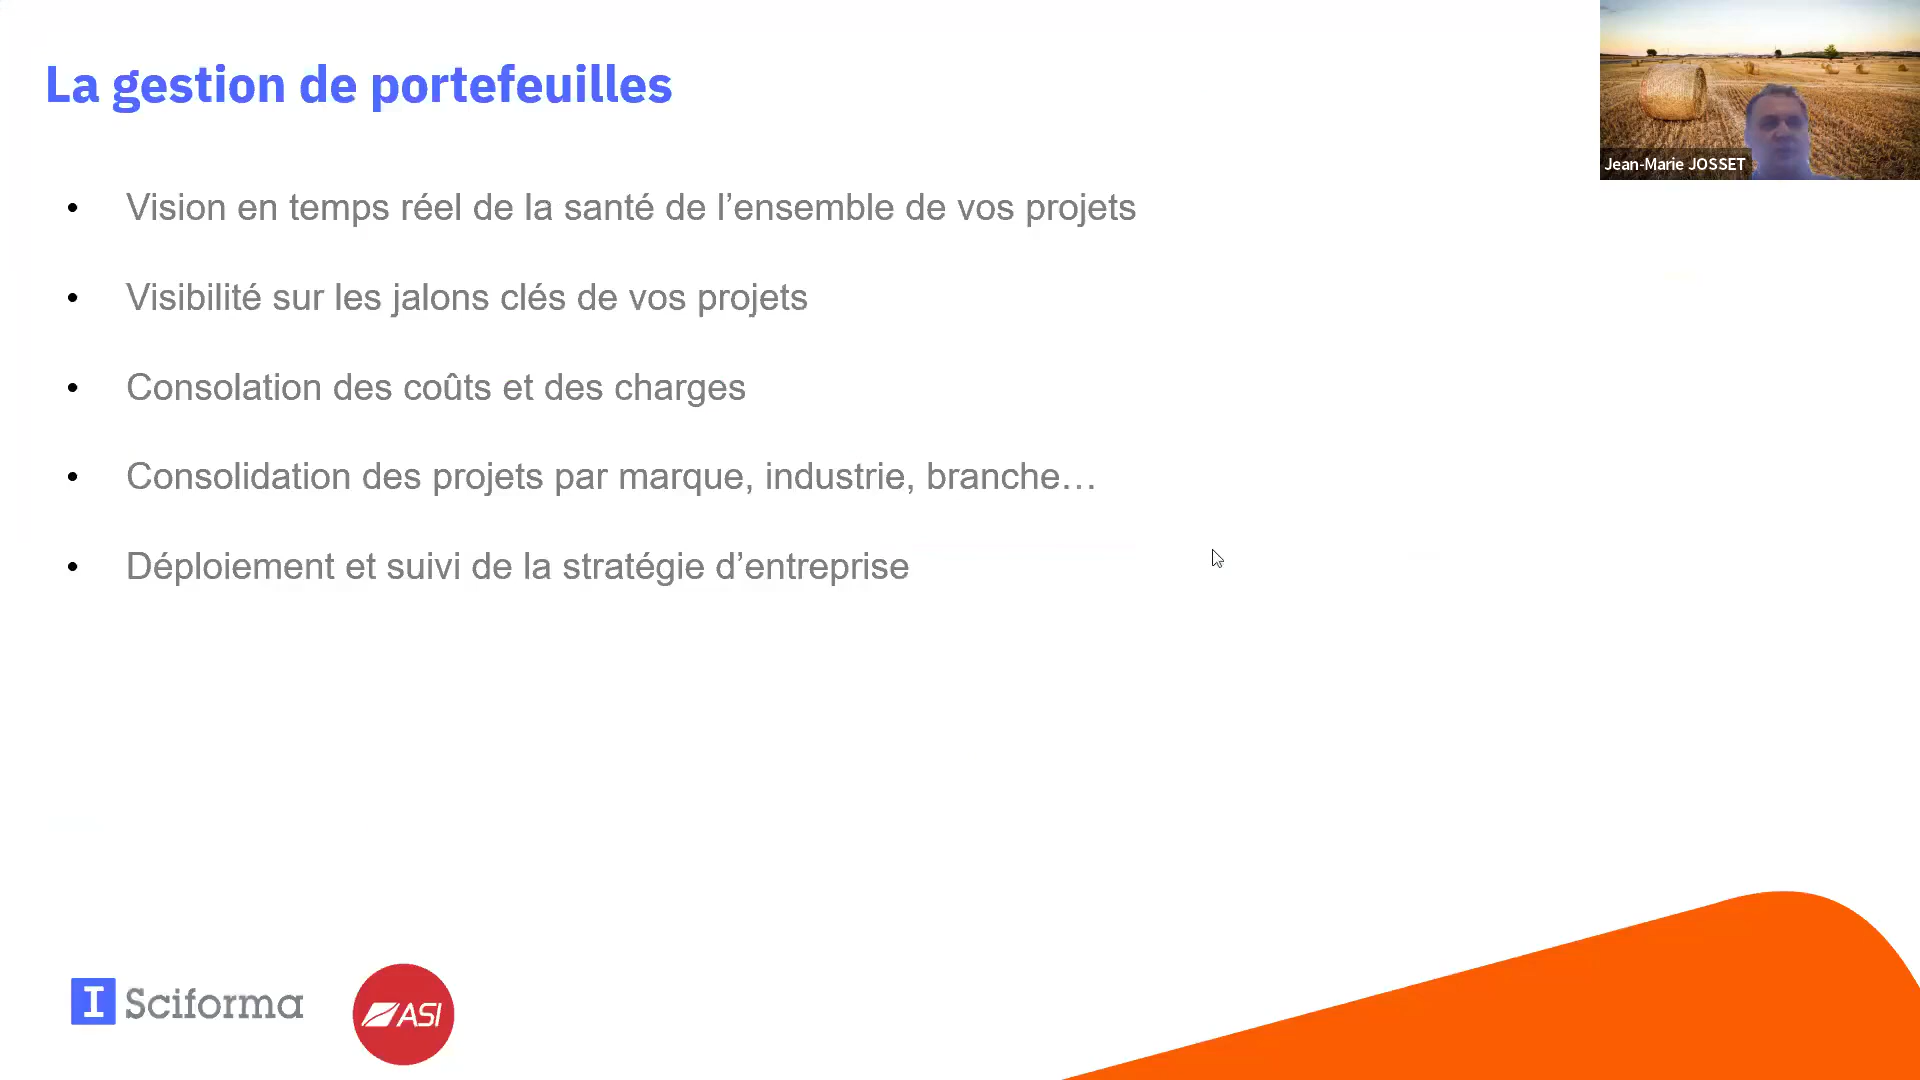 La gestion de portefeuilles
Jean-Marie JOSSET
• Vision en temps réel de la santé de l’ensemble de vos projets
• Visibilité sur les jalons clés de vos projets
• Consolation des coûts et des charges
• Consolidation des projets par marque, industrie, branche…
• Déploiement et suivi de la stratégie d’entreprise
I Sciforma
ASI